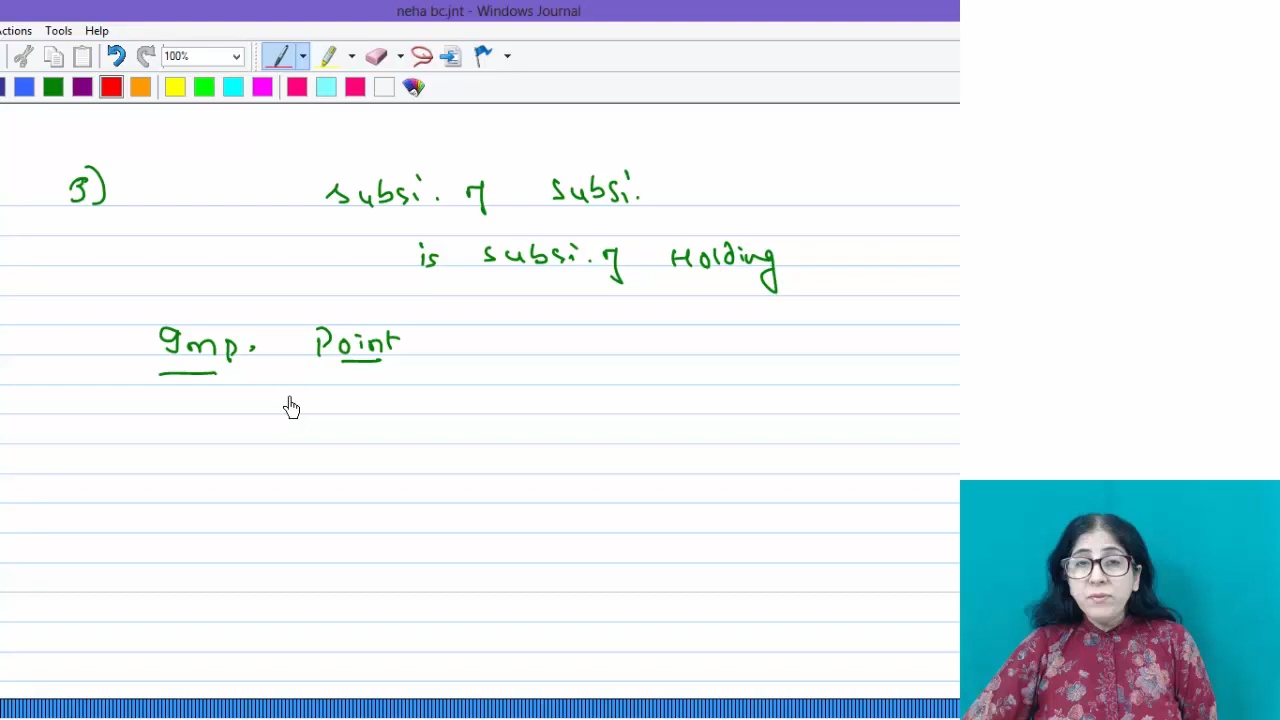 neha bc.jnt - Windows Journal
Actions Tools Help
100%
3) subsi. of subsi.
is subsi. of Holding
Imp. Point